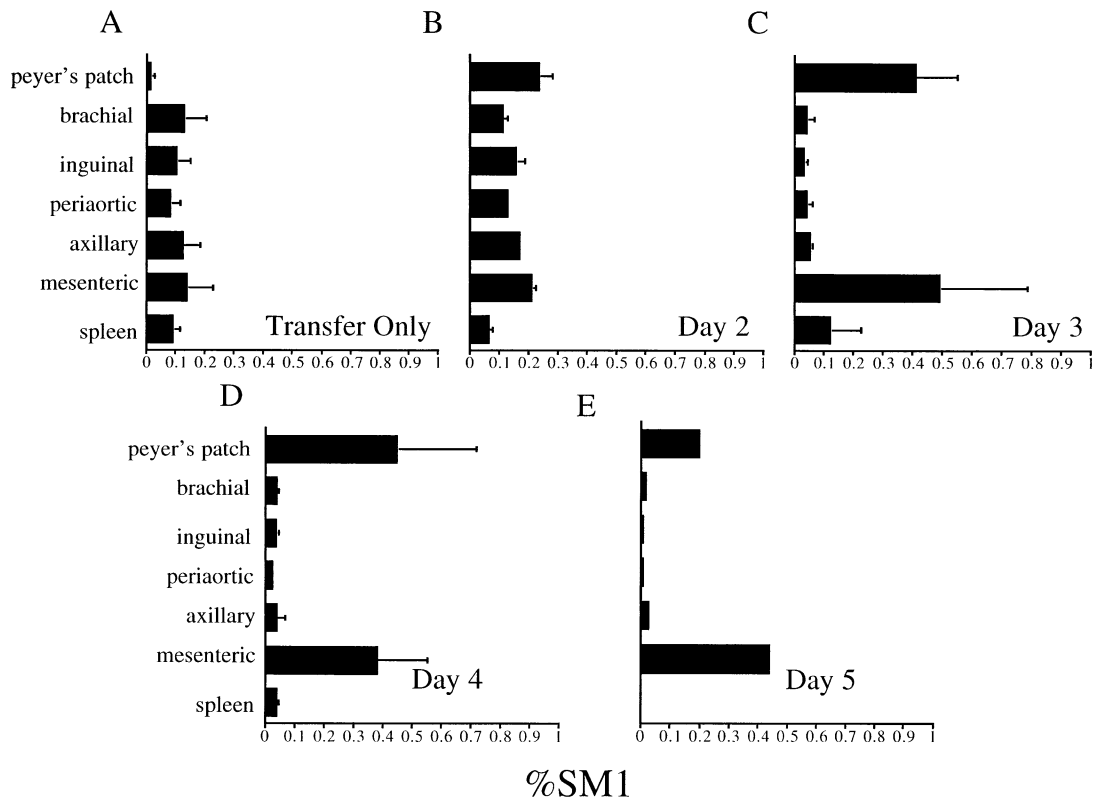 A
B
C
peyer's patch
brachial
inguinal
periaortic
axillary
mesenteric
spleen
Transfer Only
Day 2
Day 3
0 0.1 0.2 0.3 0.4 0.5 0.6 0.7 0.8 0.9 1
0 0.1 0.2 0.3 0.4 0.5 0.6 0.7 0.8 0.9 1
0 0.1 0.2 0.3 0.4 0.5 0.6 0.7 0.8 0.9 1
D
E
peyer's patch
brachial
inguinal
periaortic
axillary
mesenteric
spleen
Day 4
Day 5
0 0.1 0.2 0.3 0.4 0.5 0.6 0.7 0.8 0.9 1
0 0.1 0.2 0.3 0.4 0.5 0.6 0.7 0.8 0.9 1
%SM1